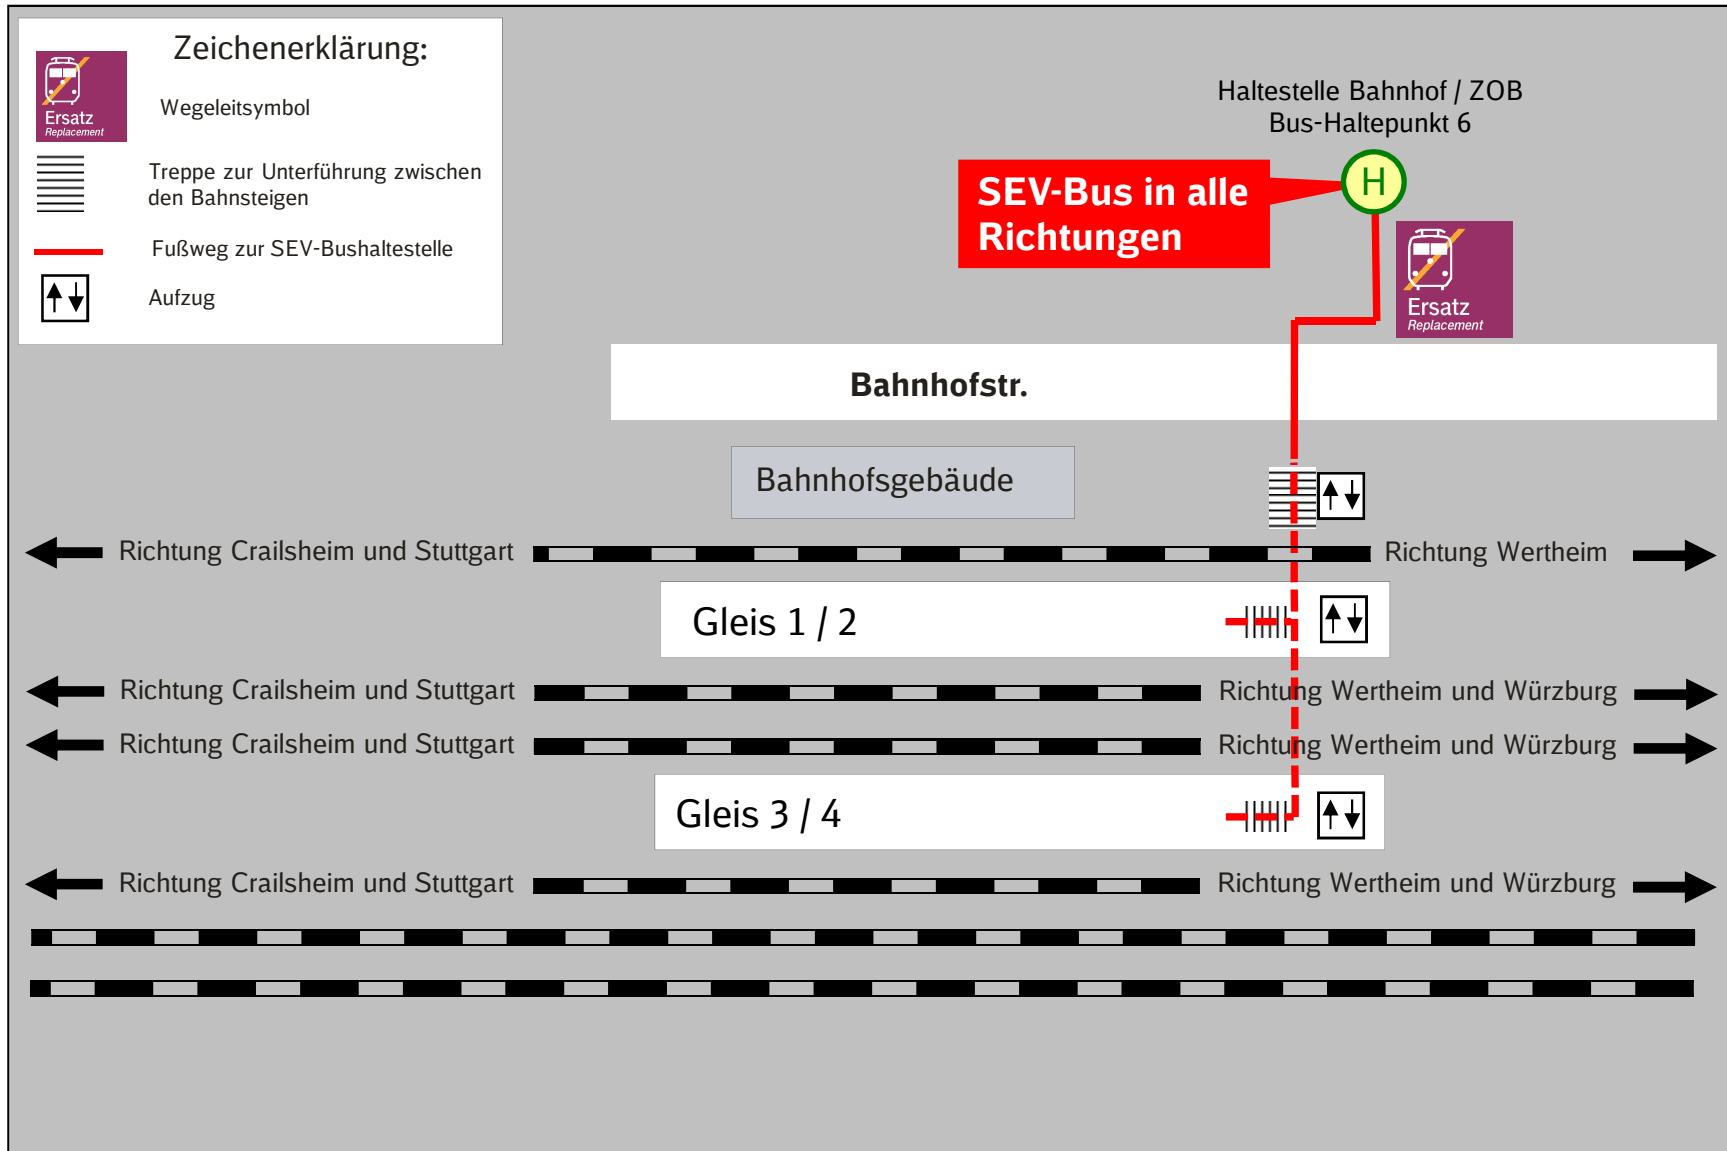 Zeichenerklärung:
Ersatz
Replacement
Wegeleitsymbol
Treppe zur Unterführung zwischen
den Bahnsteigen
Fußweg zur SEV-Bushaltestelle
Aufzug
Haltestelle Bahnhof / ZOB
Bus-Haltepunkt 6
H
SEV-Bus in alle
Richtungen
Ersatz
Replacement
Bahnhofstr.
Bahnhofsgebäude
Richtung Crailsheim und Stuttgart
Richtung Wertheim
Gleis 1 / 2
Richtung Crailsheim und Stuttgart
Richtung Wertheim und Würzburg
Richtung Crailsheim und Stuttgart
Richtung Wertheim und Würzburg
Gleis 3 / 4
Richtung Crailsheim und Stuttgart
Richtung Wertheim und Würzburg